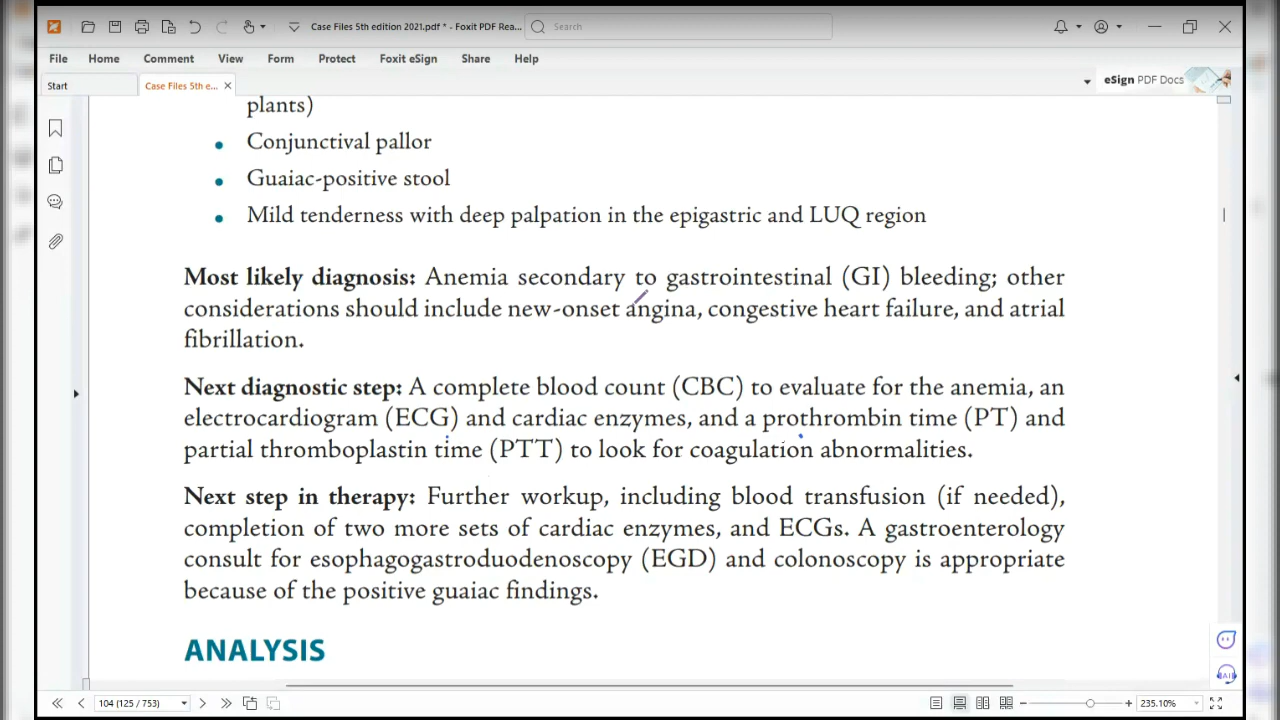 Case Files 5th edition 2021.pdf * - Foxit PDF Rea...
Search
File Home Comment View Form Protect Foxit eSign Share Help
Start
Case Files 5th e...
eSign PDF Docs
plants)
• Conjunctival pallor
• Guaiac-positive stool
• Mild tenderness with deep palpation in the epigastric and LUQ region
Most likely diagnosis: Anemia secondary to gastrointestinal (GI) bleeding; other
considerations should include new-onset angina, congestive heart failure, and atrial
fibrillation.
Next diagnostic step: A complete blood count (CBC) to evaluate for the anemia, an
electrocardiogram (ECG) and cardiac enzymes, and a prothrombin time (PT) and
partial thromboplastin time (PTT) to look for coagulation abnormalities.
Next step in therapy: Further workup, including blood transfusion (if needed),
completion of two more sets of cardiac enzymes, and ECGs. A gastroenterology
consult for esophagogastroduodenoscopy (EGD) and colonoscopy is appropriate
because of the positive guaiac findings.
ANALYSIS
104 (125 / 753)
235.10%